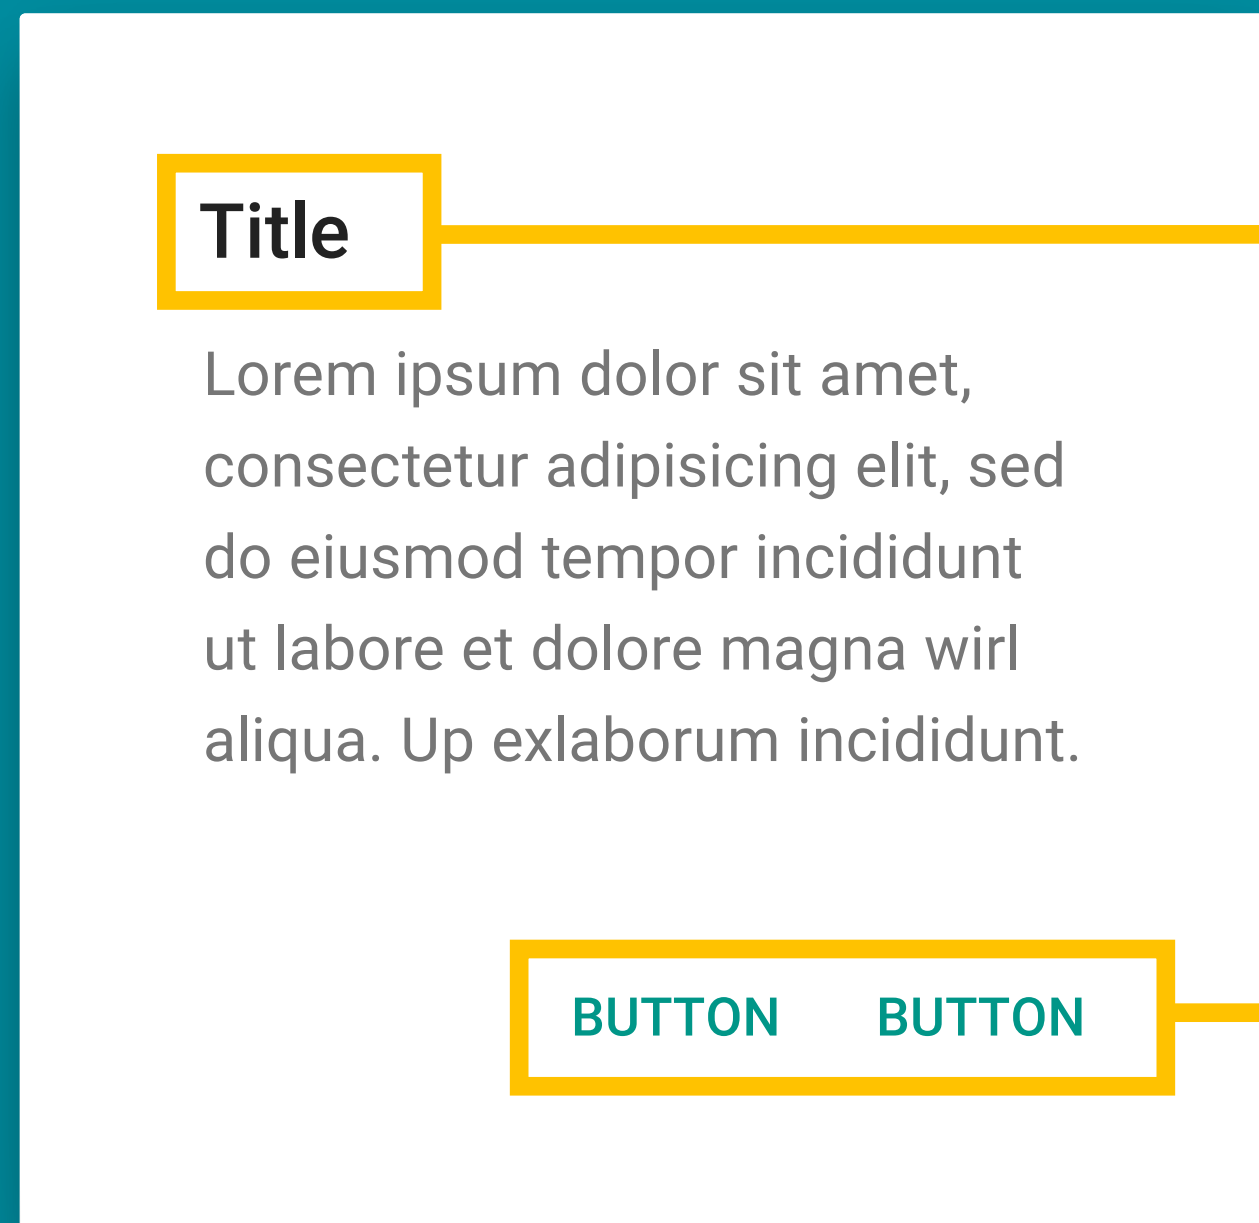 Title
Lorem ipsum dolor sit amet,
consectetur adipisicing elit, sed
do eiusmod tempor incididunt
ut labore et dolore magna wirl
aliqua. Up exlaborum incididunt.
BUTTON BUTTON